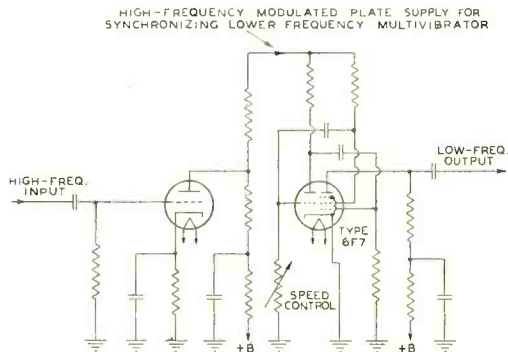 HIGH-FREQUENCY MODULATED PLATE SUPPLY FOR
SYNCHRONIZING LOWER FREQUENCY MULTIVIBRATOR
HIGH-FREQ.
INPUT
LOW-FREQ.
OUTPUT
TYPE
6F7
SPEED
CONTROL
+B
+B